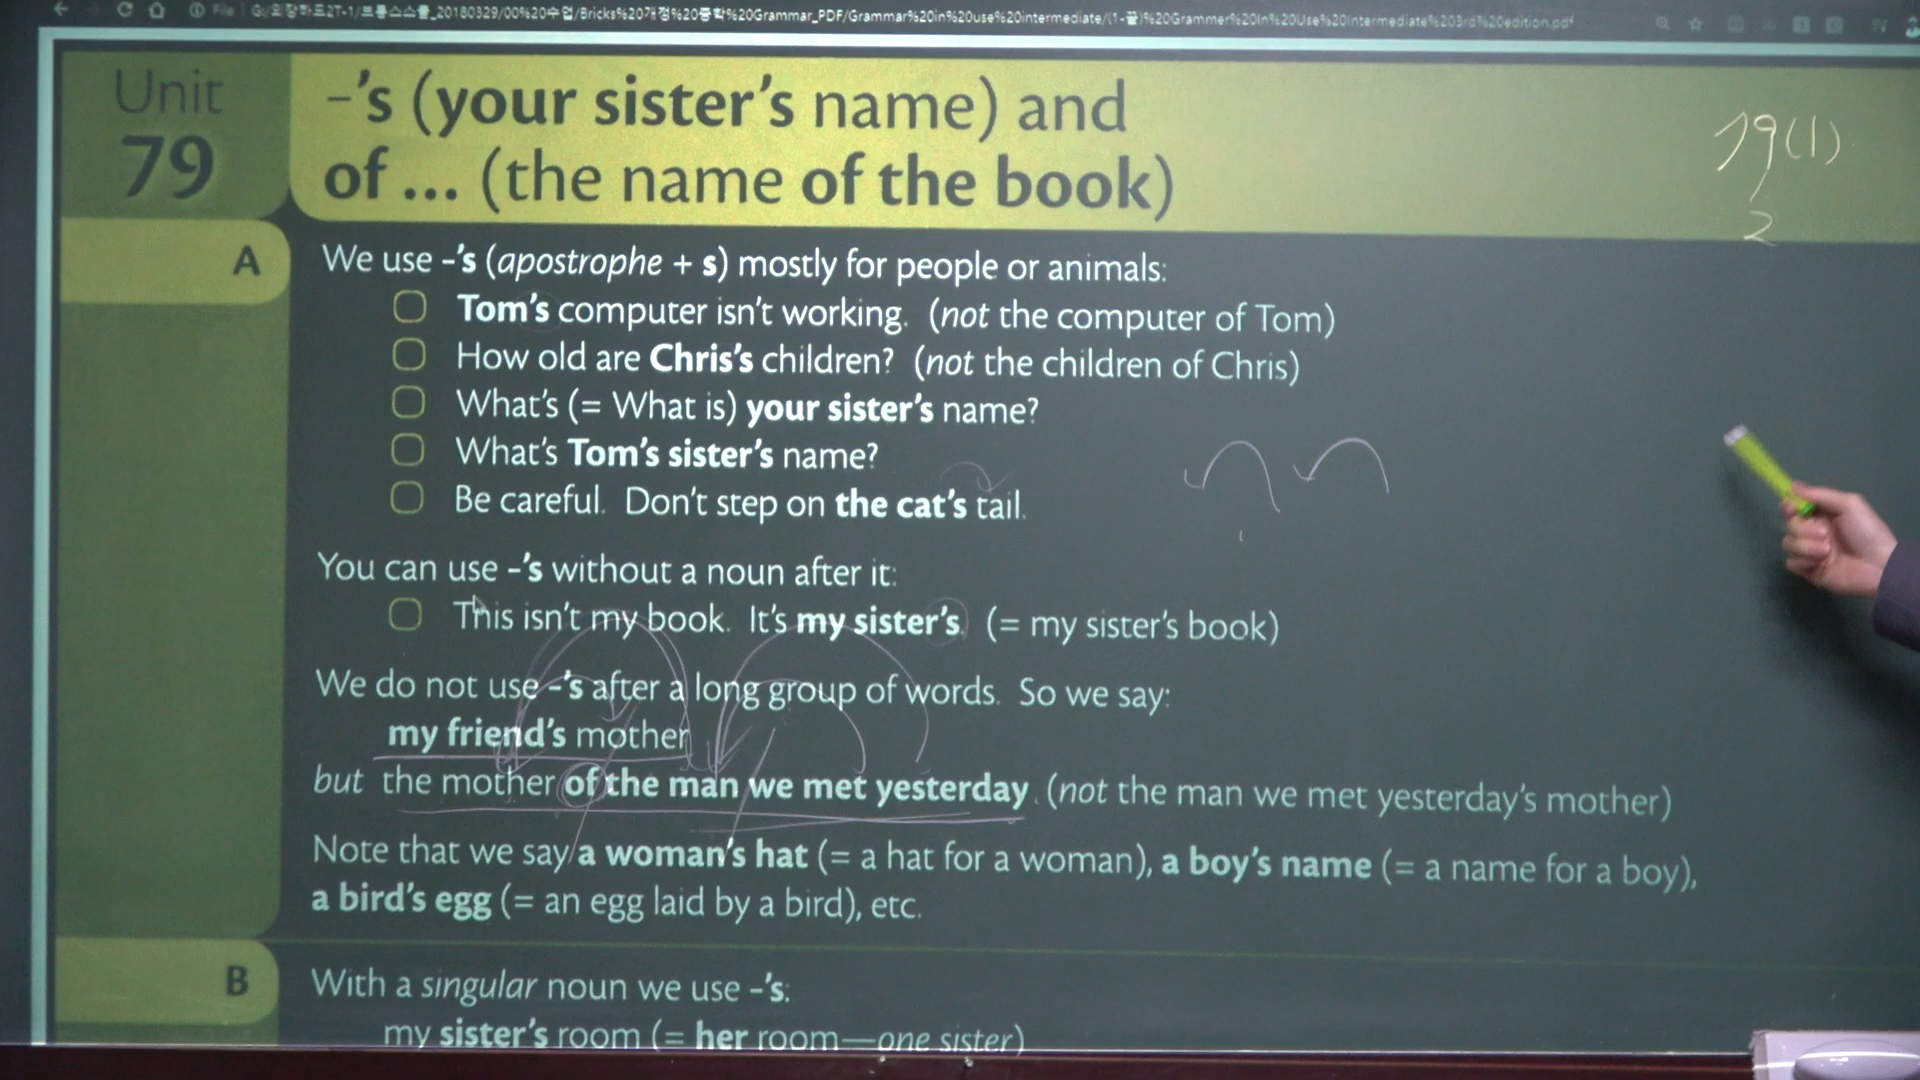 File
Unit
79
-'s (your sister's name) and
of ... (the name of the book)
79(1)
2
A
We use -'s (apostrophe + s) mostly for people or animals:
Tom's computer isn't working. (not the computer of Tom)
How old are Chris's children? (not the children of Chris)
What's (= What is) your sister's name?
What's Tom's sister's name?
Be careful. Don't step on the cat's tail.
You can use -'s without a noun after it:
This isn't my book. It's my sister's. (= my sister's book)
We do not use -'s after a long group of words. So we say:
my friend's mother
but the mother of the man we met yesterday (not the man we met yesterday's mother)
Note that we say a woman's hat (= a hat for a woman), a boy's name (= a name for a boy),
a bird's egg (= an egg laid by a bird), etc.
B
With a singular noun we use -'s:
my sister's room (= her room—one sister)